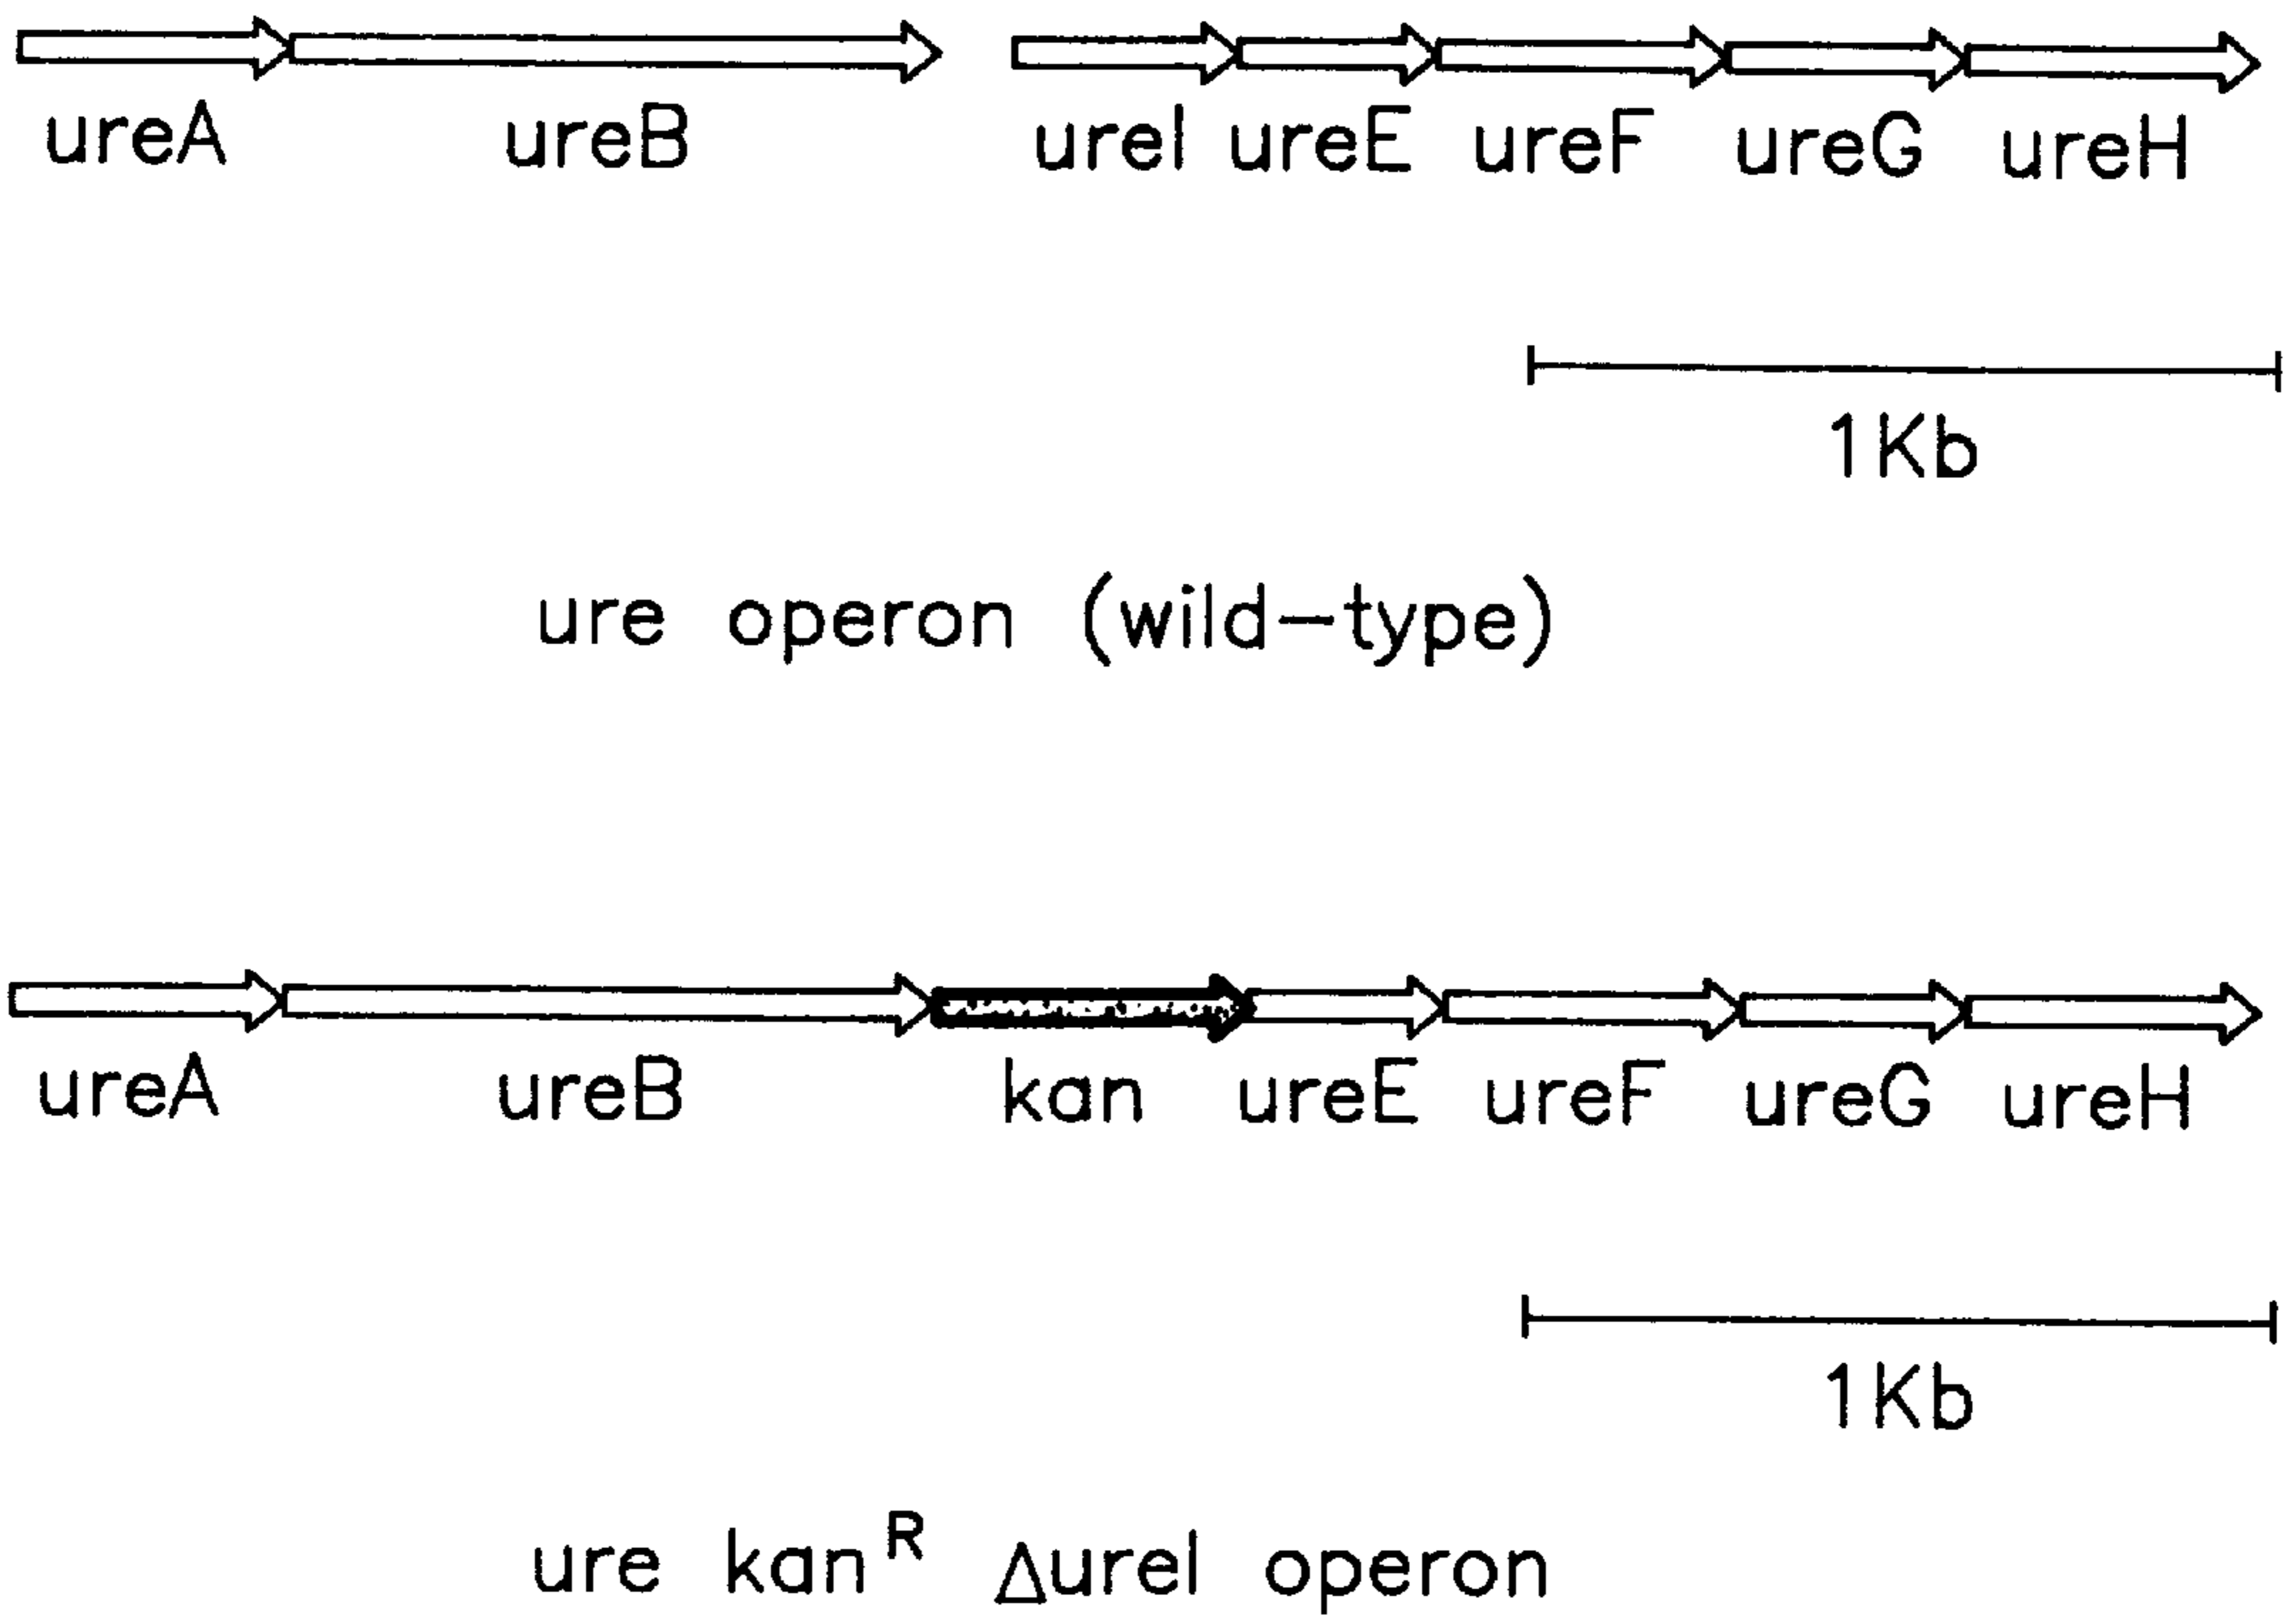 ureA ureB ureI ureE ureF ureG ureH
1Kb
ure operon (wild-type)
ureA ureB kan ureE ureF ureG ureH
1Kb
ure kanR ΔureI operon